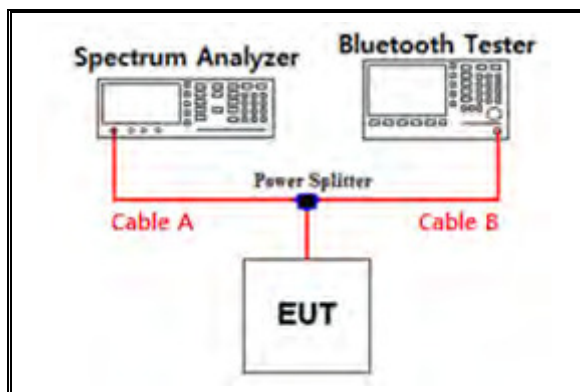 Spectrum Analyzer
Bluetooth Tester
Power Splitter
Cable A
Cable B
EUT